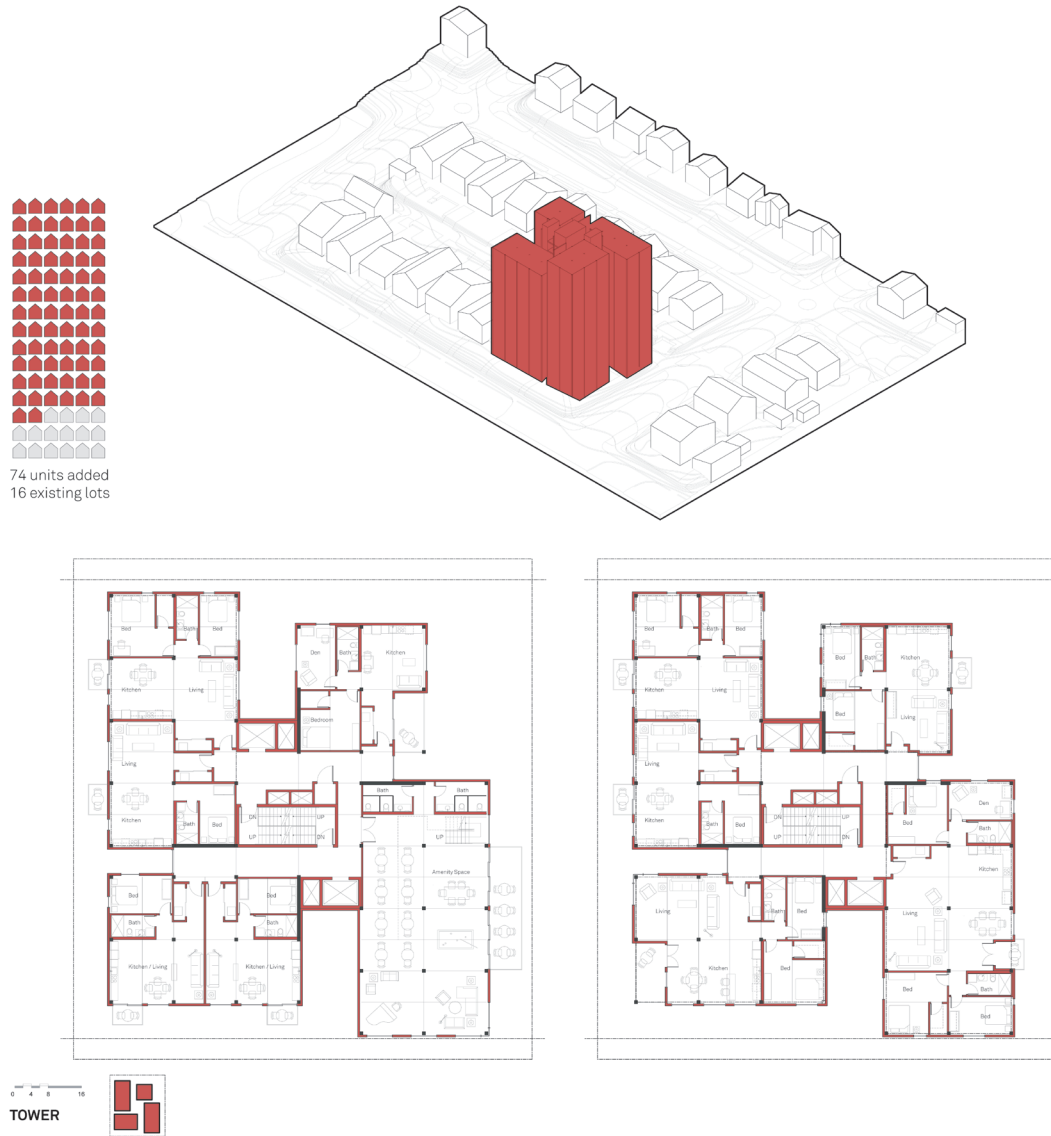 74 units added
16 existing lots
Bed
Bath
Bed
Kitchen
Living
Den
Bath
Kitchen
Bedroom
Living
Kitchen
Bath
Bed
DN
UP
UP
DN
Bath
Bath
UP
Amenity Space
Bed
Bath
Kitchen / Living
Bed
Bath
Kitchen / Living
Bed
Bath
Bed
Kitchen
Living
Bed
Bath
Kitchen
Bed
Living
Living
Kitchen
Bath
Bed
DN
UP
UP
DN
Bed
Den
Bath
Kitchen
Living
Bed
Bath
Bed
Living
Kitchen
Bath
Bed
Bed
0 4 8 16
TOWER